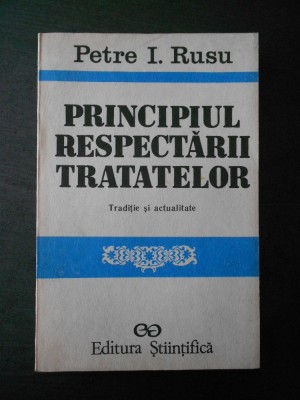 Petre I. Rusu
PRINCIPIUL
RESPECTĂRII
TRATATELOR
Tradiție și actualitate
Editura Științifică